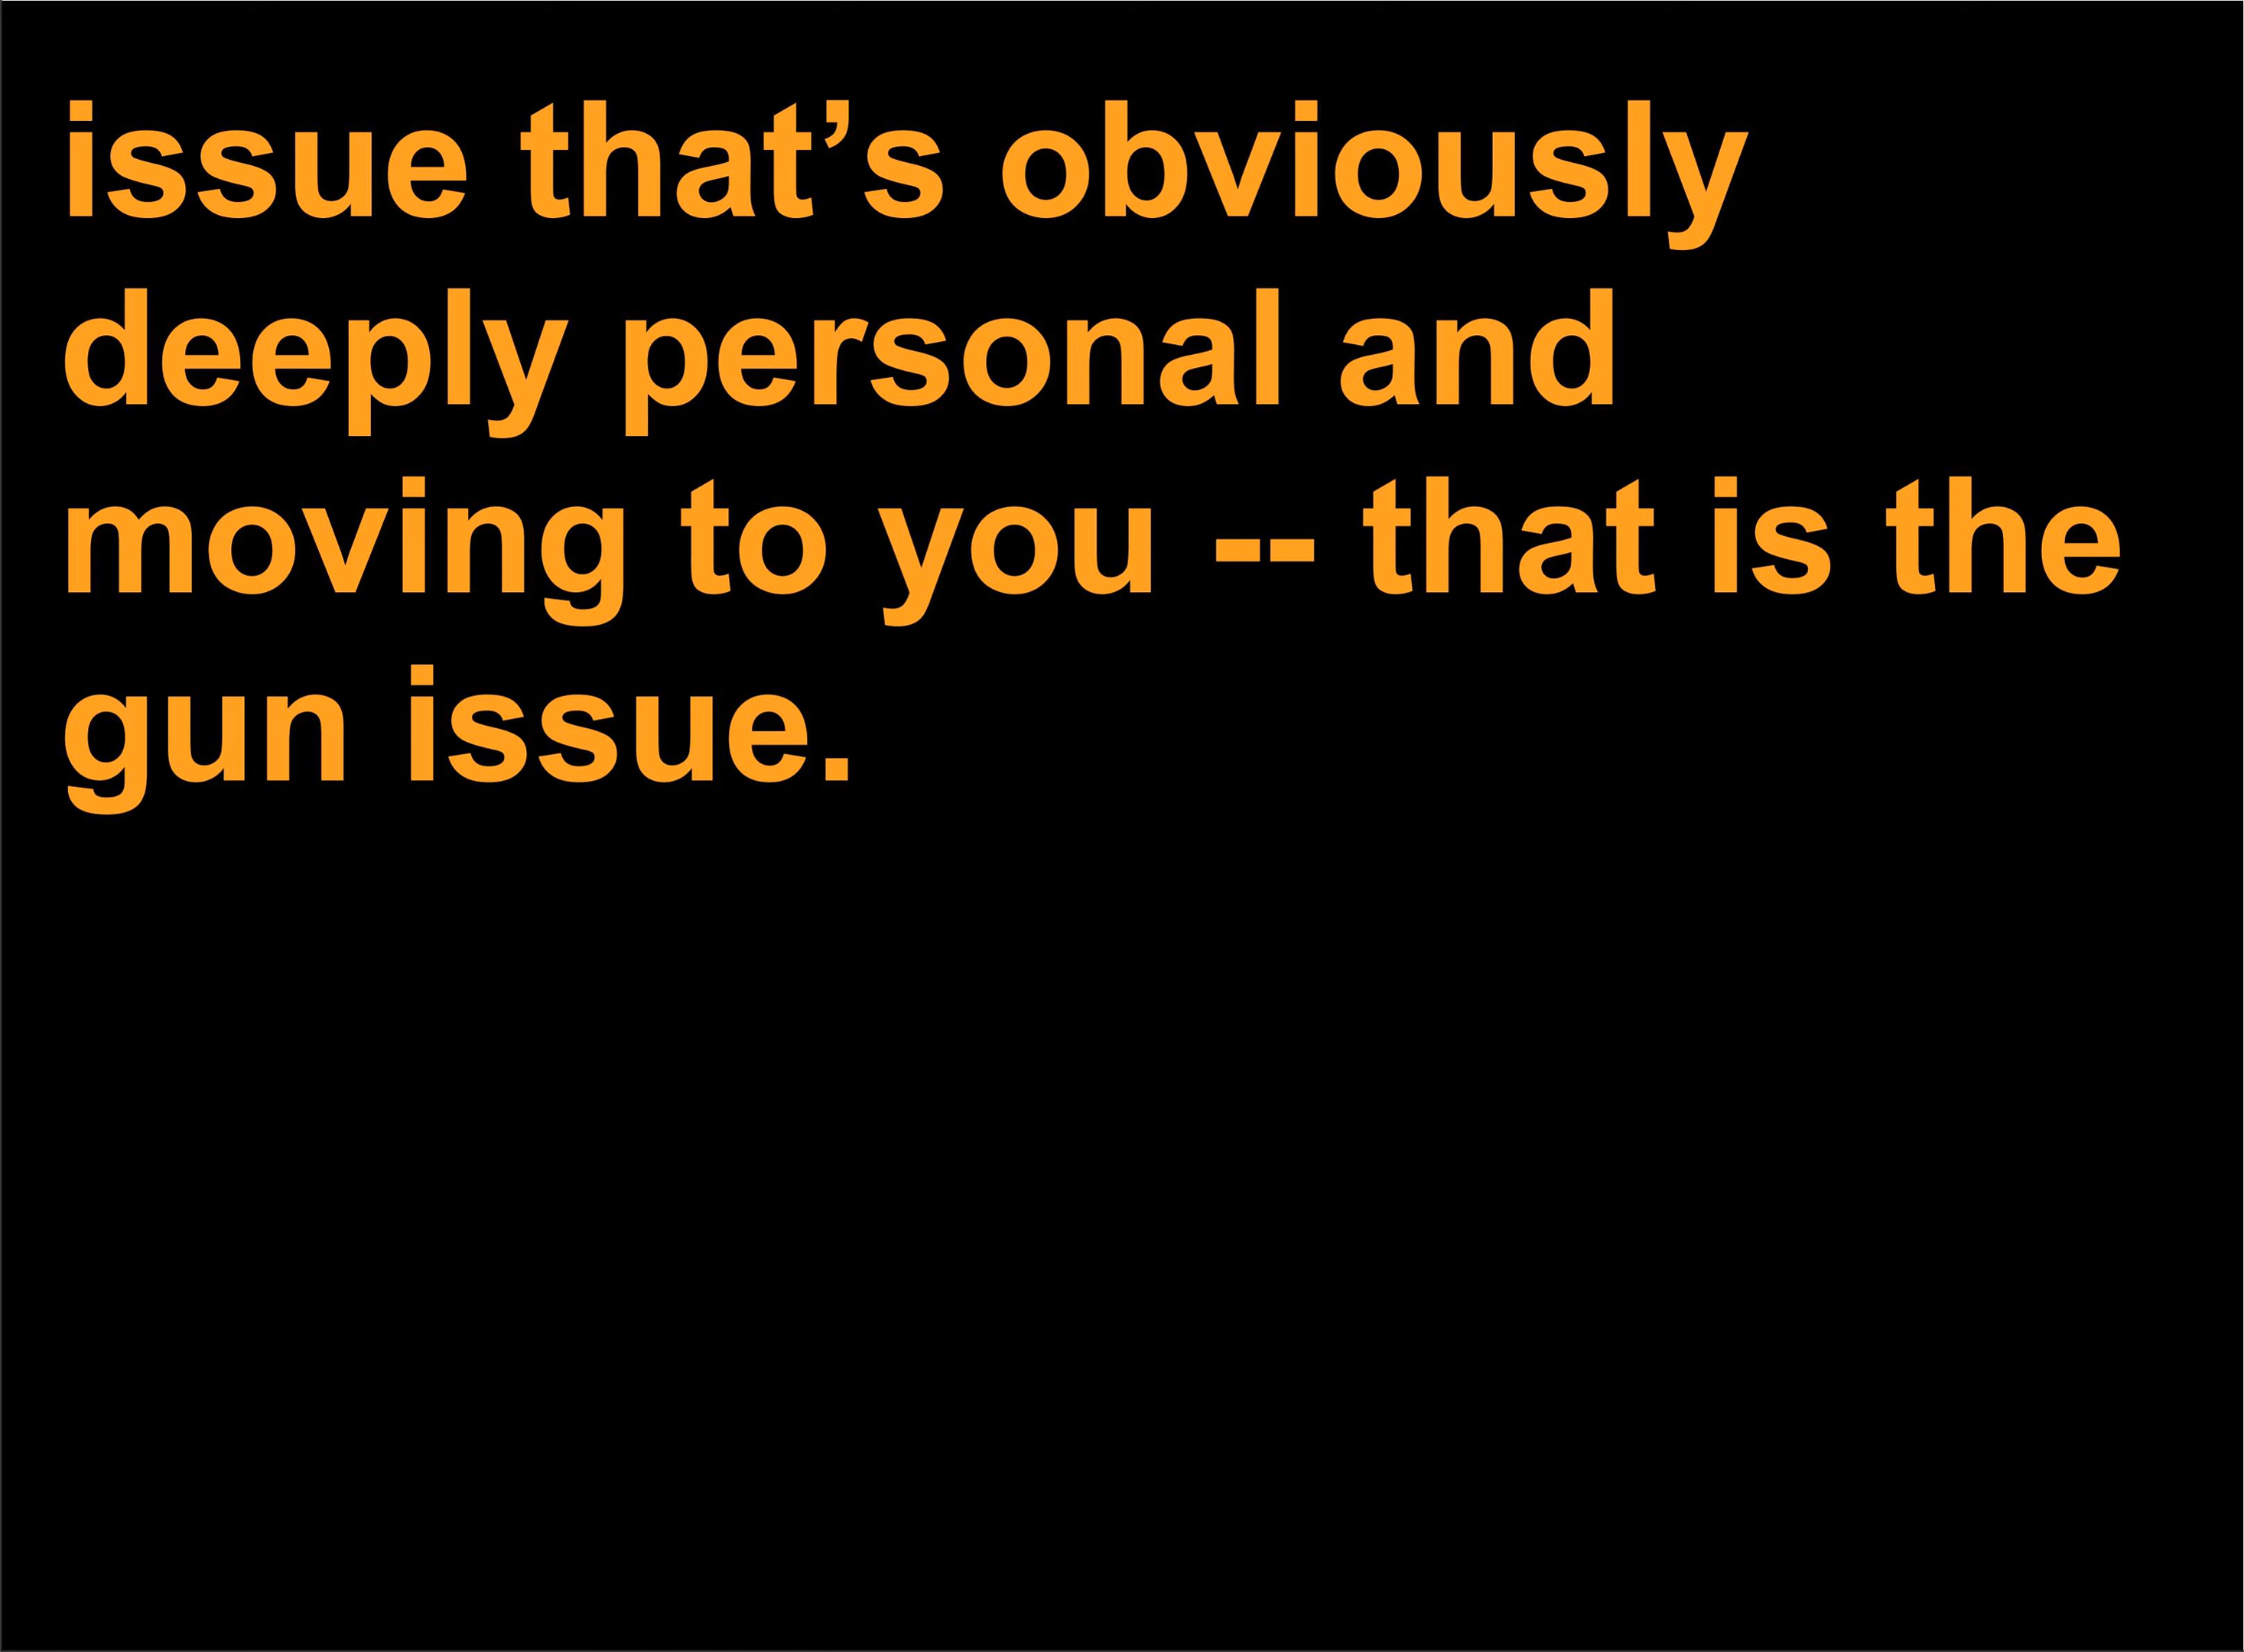 issue that’s obviously
deeply personal and
moving to you -- that is the
gun issue.